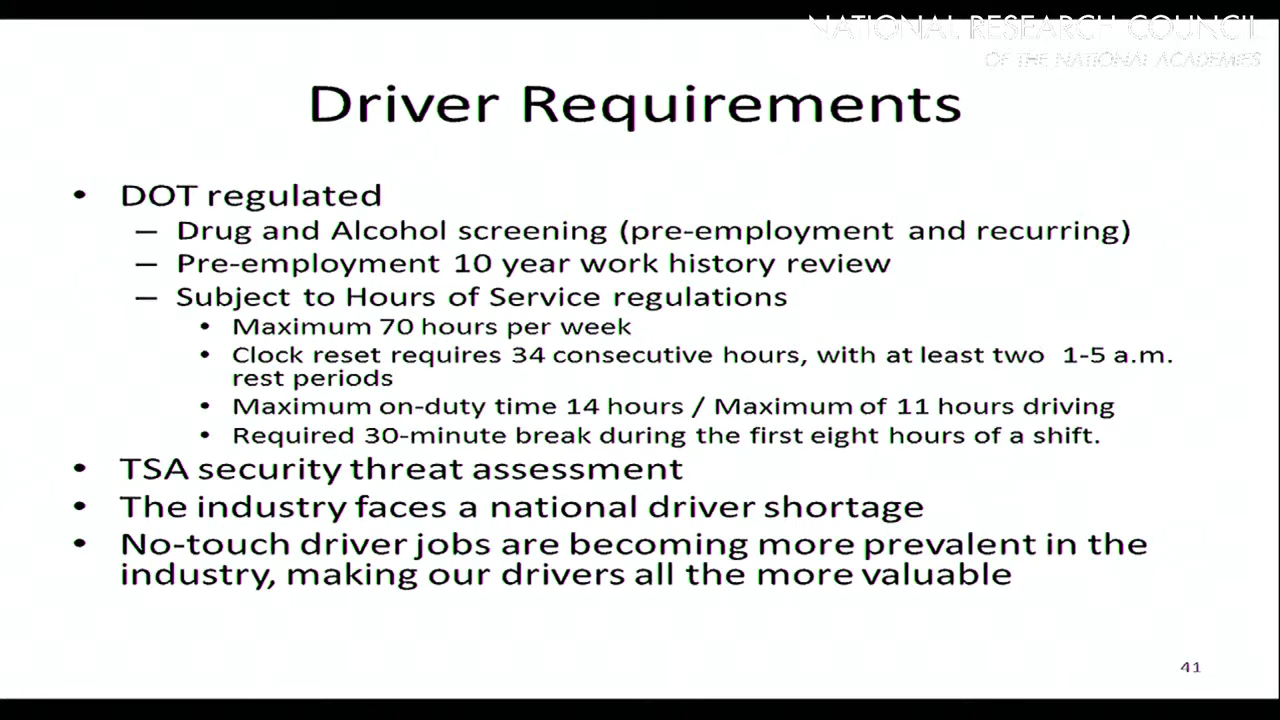 NATIONAL RESEARCH COUNCIL
OF THE NATIONAL ACADEMIES
Driver Requirements
• DOT regulated
– Drug and Alcohol screening (pre-employment and recurring)
– Pre-employment 10 year work history review
– Subject to Hours of Service regulations
• Maximum 70 hours per week
• Clock reset requires 34 consecutive hours, with at least two 1-5 a.m.
rest periods
• Maximum on-duty time 14 hours / Maximum of 11 hours driving
• Required 30-minute break during the first eight hours of a shift.
• TSA security threat assessment
• The industry faces a national driver shortage
• No-touch driver jobs are becoming more prevalent in the
industry, making our drivers all the more valuable
41